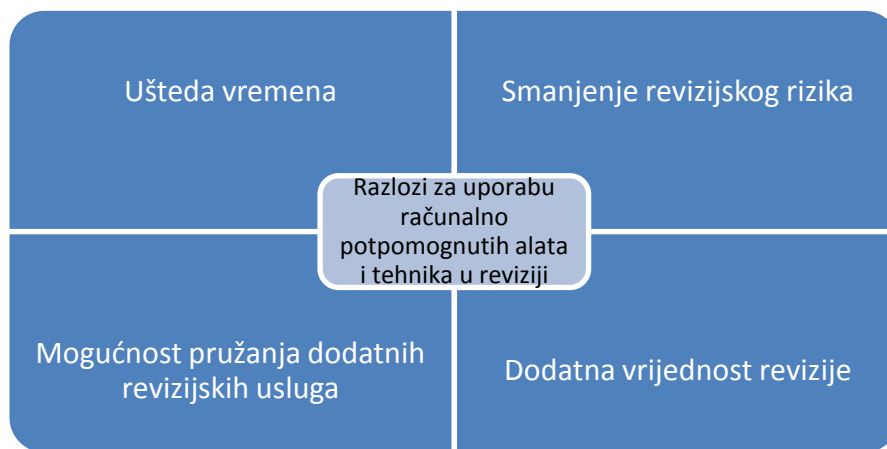 Ušteda vremena
Smanjenje revizijskog rizika
Razlozi za uporabu
računalno
potpomognutih alata
i tehnika u reviziji
Mogućnost pružanja dodatnih
revizijskih usluga
Dodatna vrijednost revizije